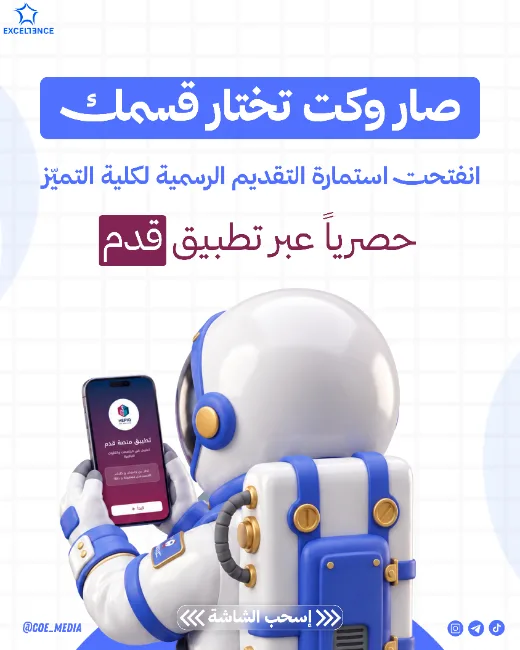 EXCELLENCE
صار وكت تختار قسمك
انفتحت استمارة التقديم الرسمية لكلية التميّز
حصرياً عبر تطبيق قدم
تطبيق منصة قدم
إسحب الشاشة
@COE_MEDIA